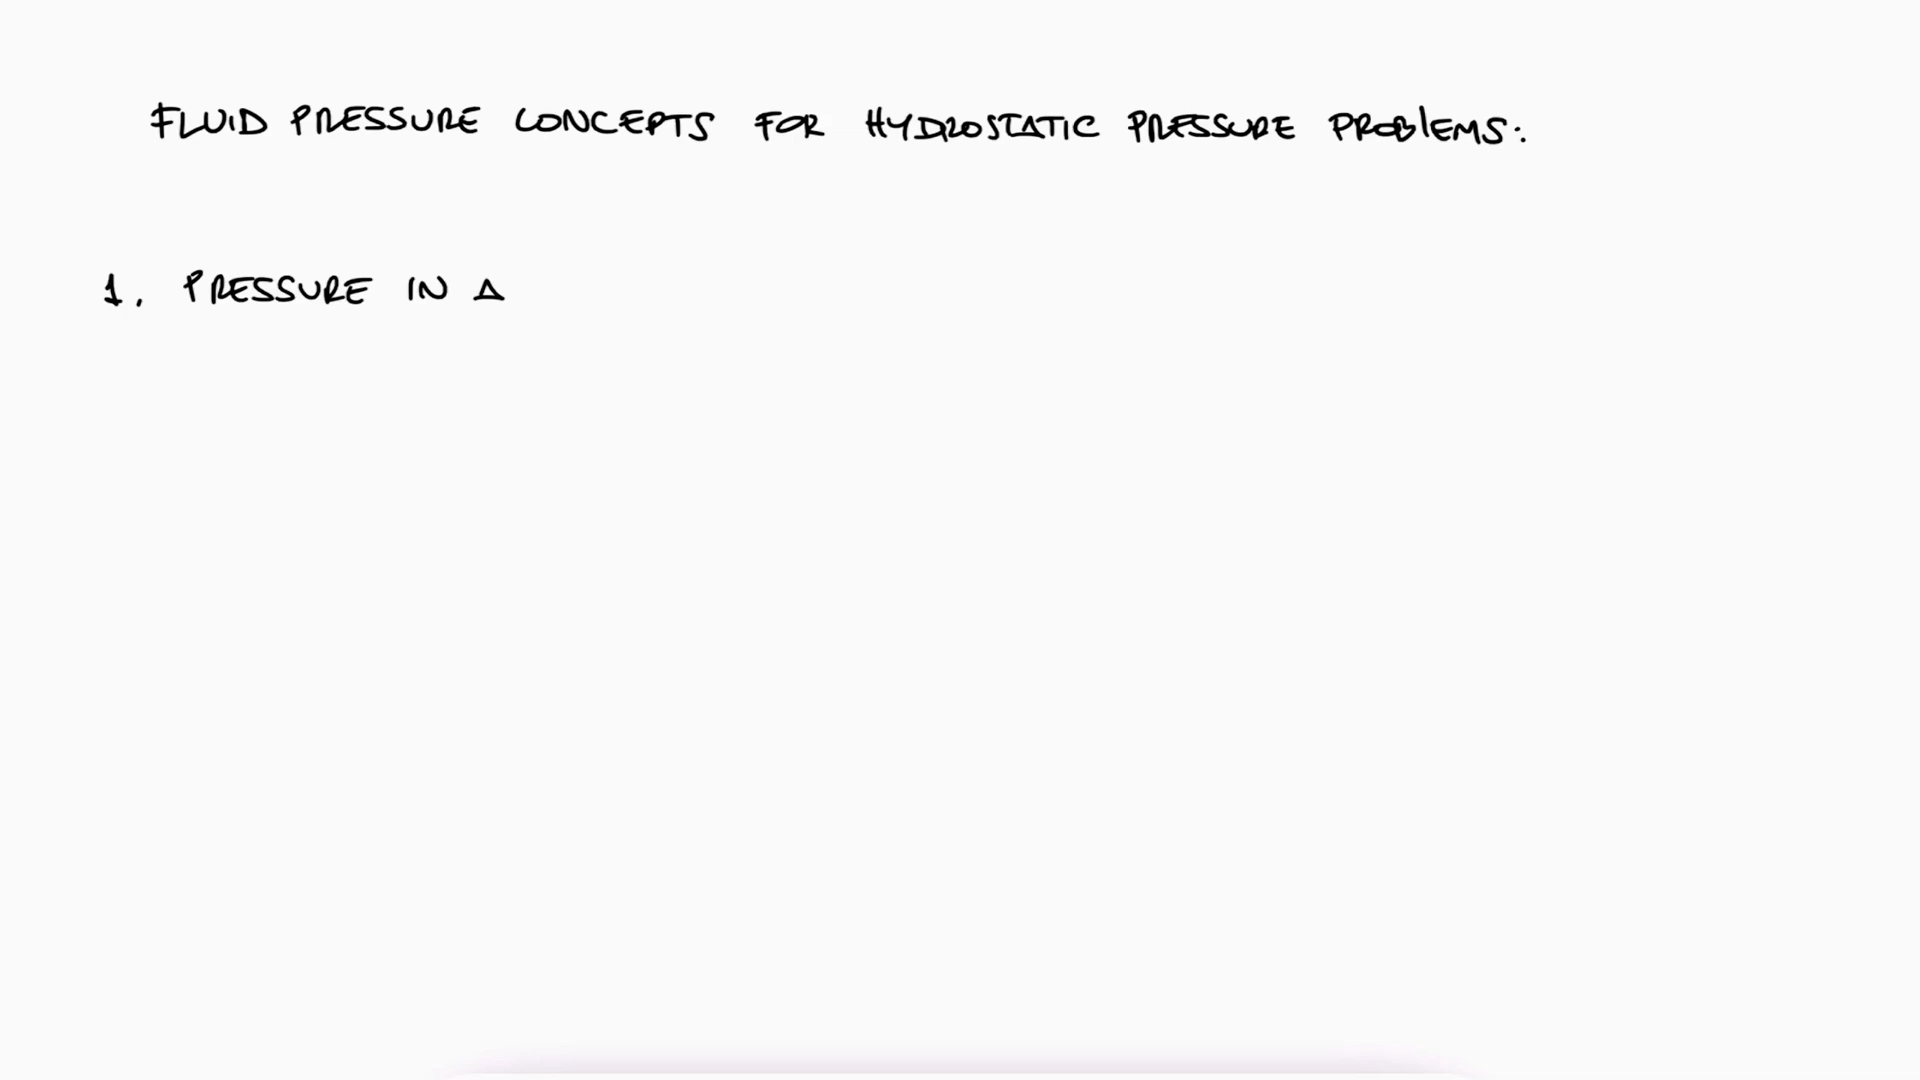 FLUID PRESSURE CONCEPTS FOR HYDROSTATIC PRESSURE PROBLEMS:
1. PRESSURE IN A